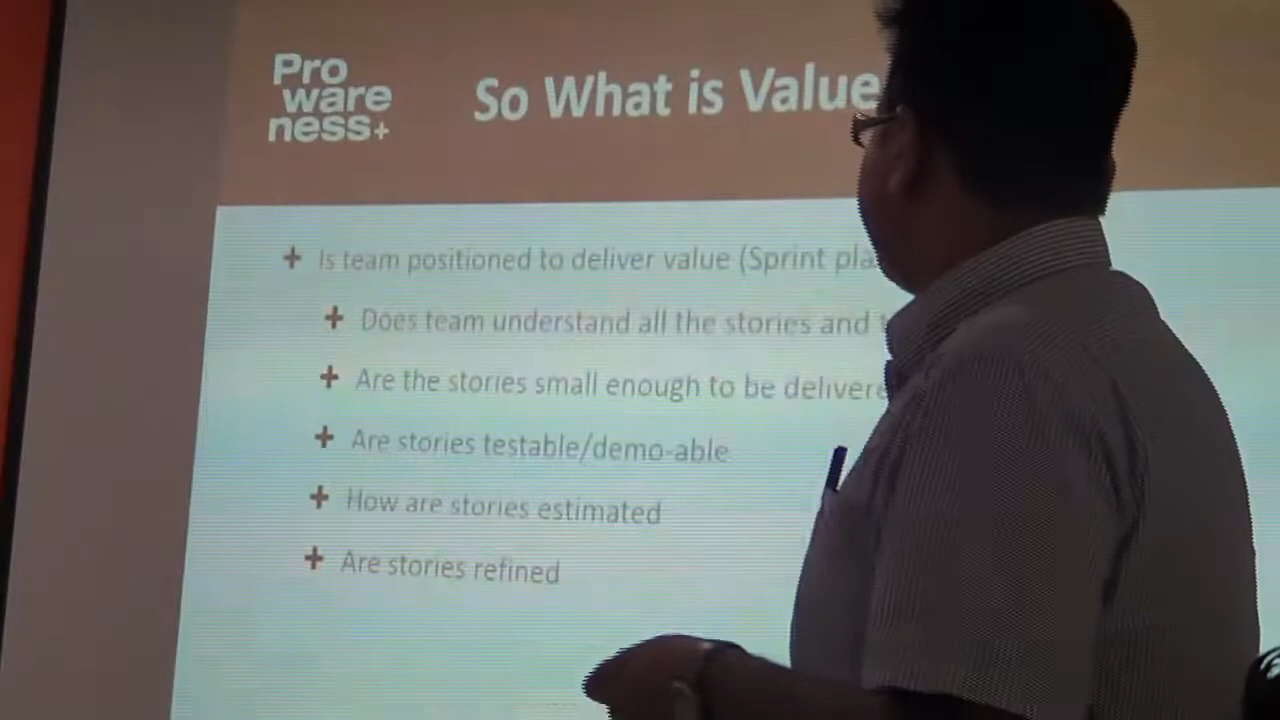 Pro
ware
ness+
So What is Value
+ Is team positioned to deliver value (Sprint
+ Does team understand all the stories and
+ Are the stories small enough to be
+ Are stories testable/demo-able
+ How are stories estimated
+ Are stories refined